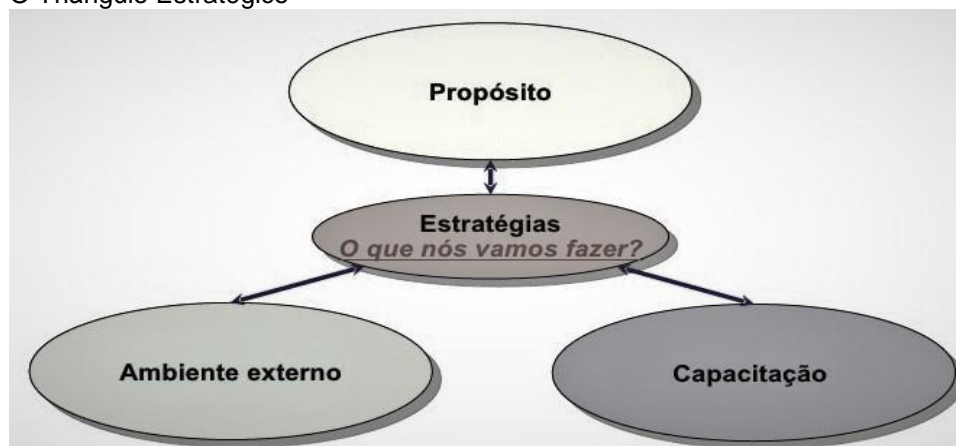 O Triângulo Estratégico
Propósito
Estratégias
O que nós vamos fazer?
Ambiente externo
Capacitação